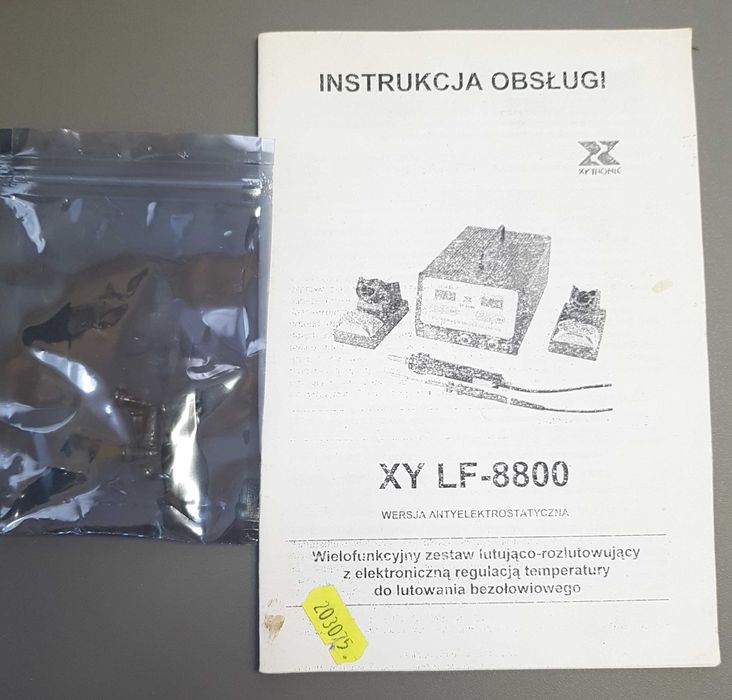 INSTRUKCJA OBSŁUGI
XYTRONIC
XY LF-8800
WERSJA ANTYELEKTROSTATYCZNA
Wielofunkcyjny zestaw lutująco-rozlutowujący
z elektroniczną regulacją temperatury
do lutowania bezołowiowego
203075